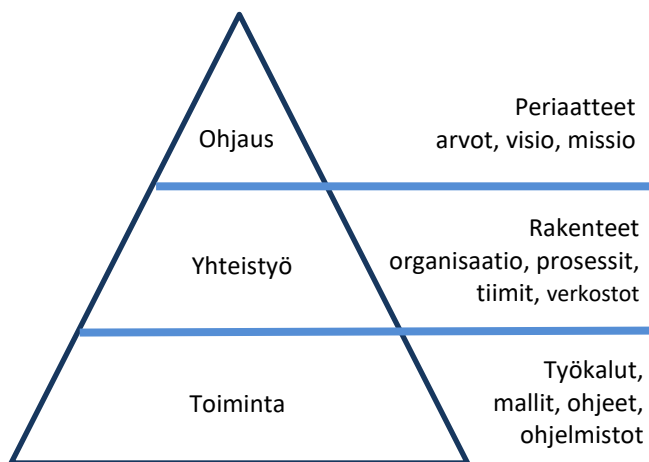 Ohjaus
Periaatteet
arvot, visio, missio
Yhteistyö
Rakenteet
organisaatio, prosessit,
tiimit, verkostot
Toiminta
Työkalut,
mallit, ohjeet,
ohjelmistot